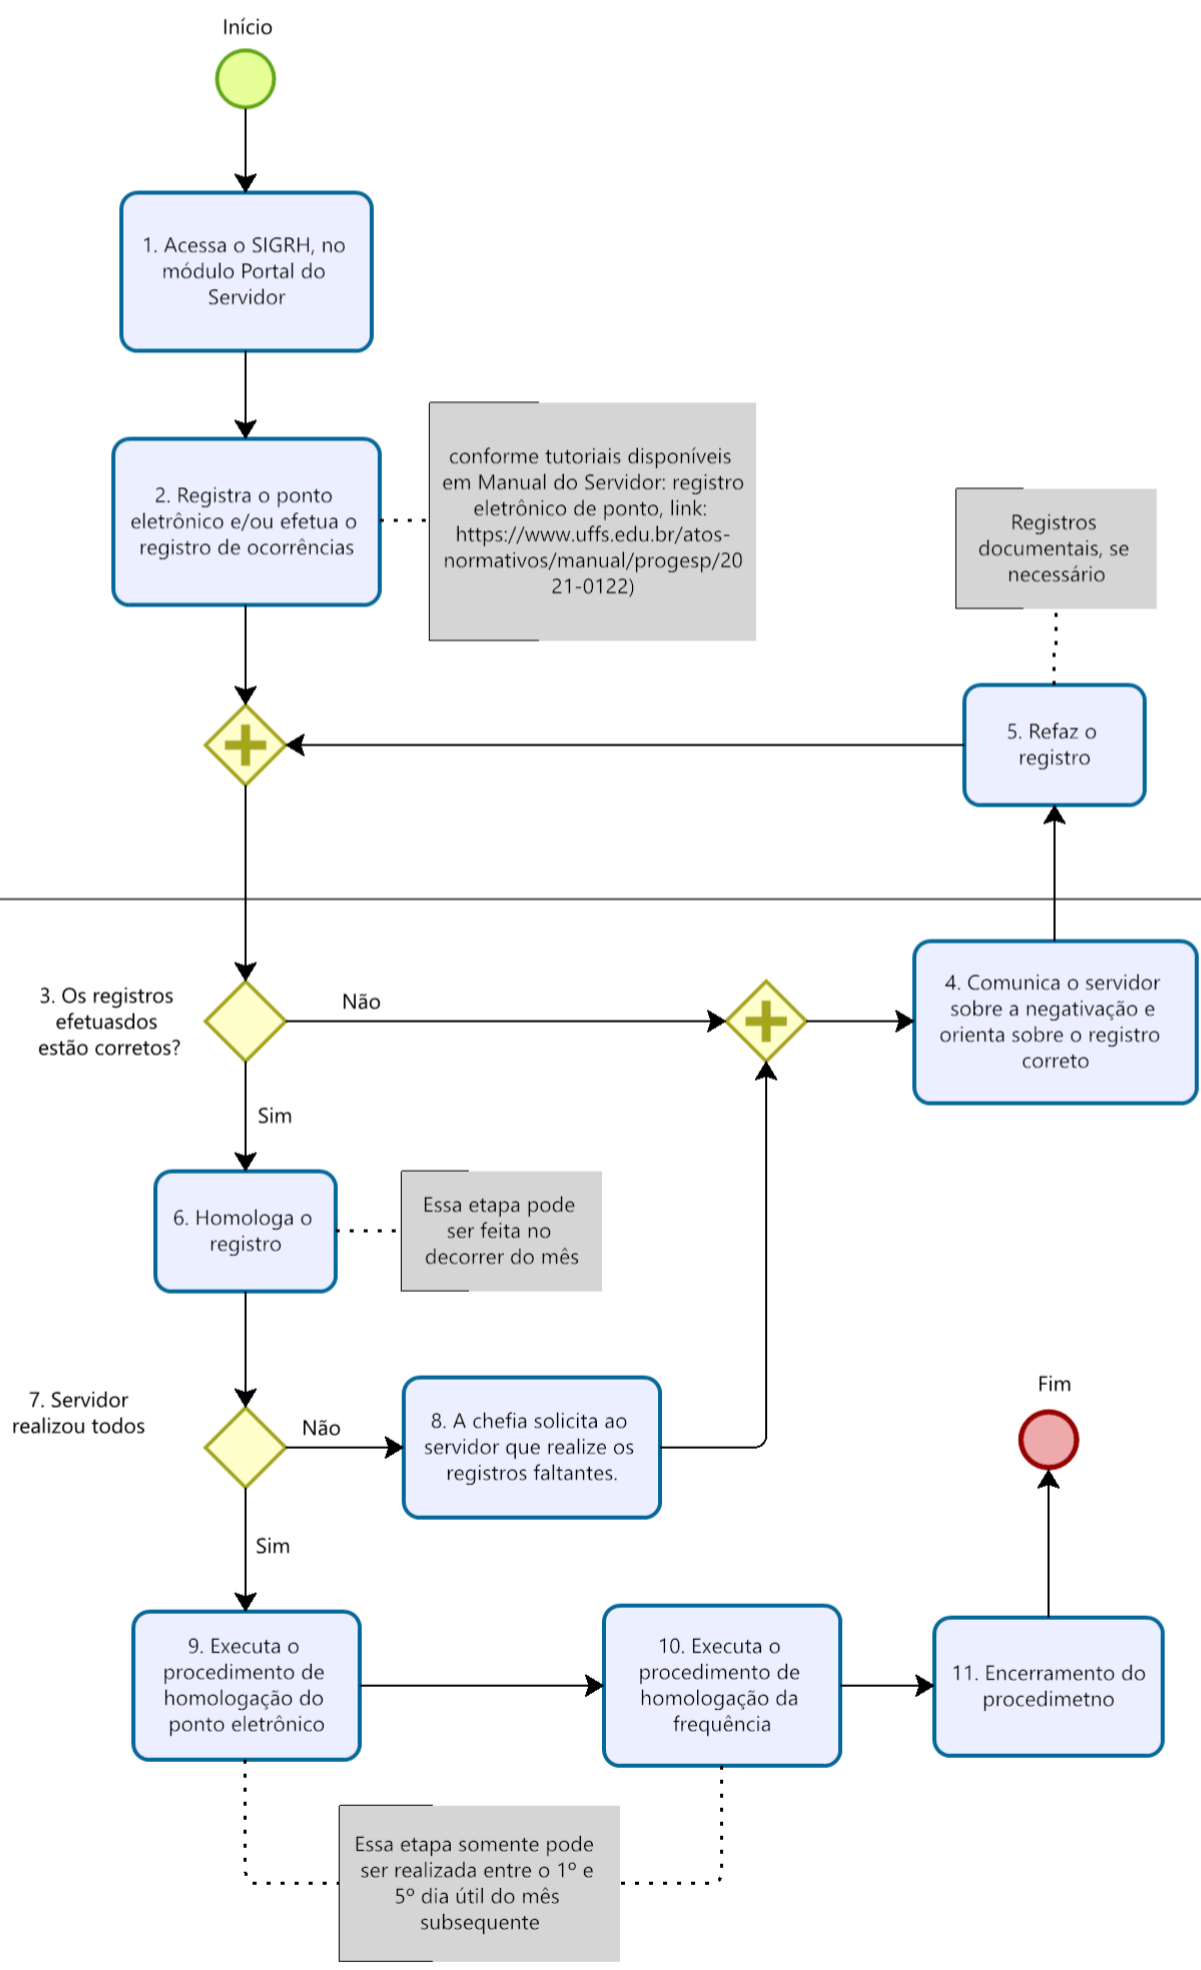 Início
1. Acessa o SIGRH, no
módulo Portal do
Servidor
2. Registra o ponto
eletrônico e/ou efetua o
registro de ocorrências
conforme tutoriais disponíveis
em Manual do Servidor: registro
eletrônico de ponto, link:
https://www.uffs.edu.br/atos-
normativos/manual/progesp/20
21-0122)
Registros
documentais, se
necessário
5. Refaz o
registro
3. Os registros
efetuasdos
estão corretos?
Não
4. Comunica o servidor
sobre a negativação e
orienta sobre o registro
correto
Sim
6. Homologa o
registro
Essa etapa pode
ser feita no
decorrer do mês
7. Servidor
realizou todos
Não
8. A chefia solicita ao
servidor que realize os
registros faltantes.
Fim
Sim
9. Executa o
procedimento de
homologação do
ponto eletrônico
10. Executa o
procedimento de
homologação da
frequência
11. Encerramento do
procedimetno
Essa etapa somente pode
ser realizada entre o 1º e
5º dia útil do mês
subsequente